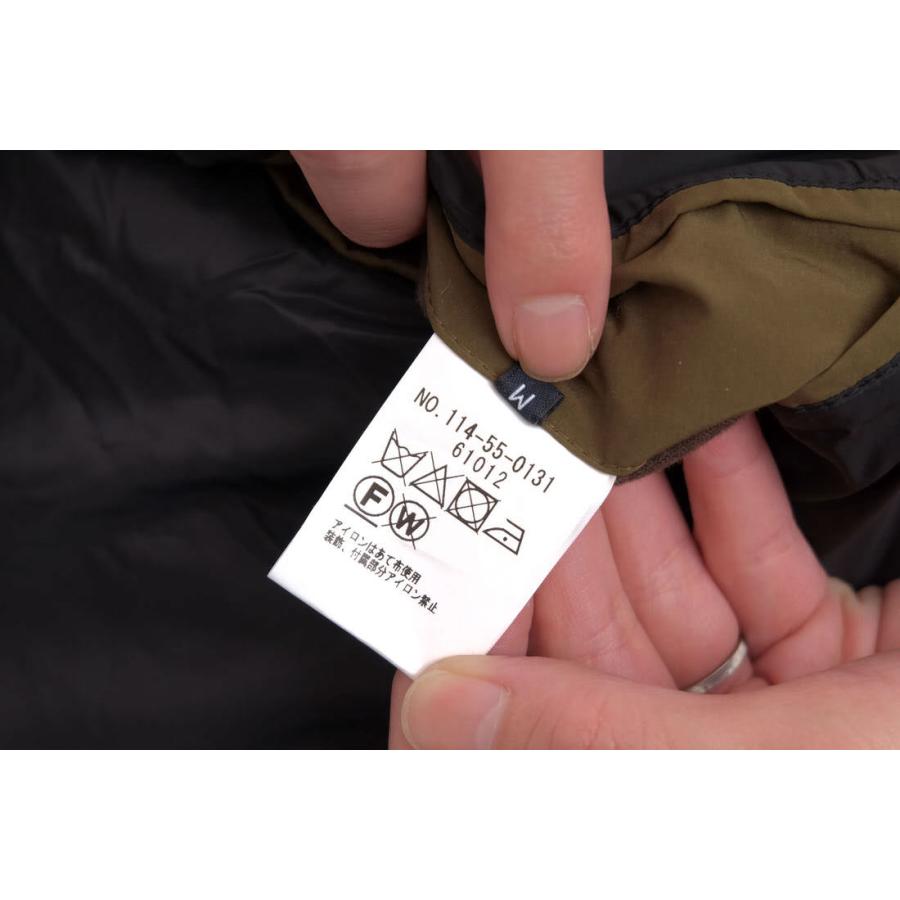 M
NO.114-55-0131
61012
F W
アイロンはあて布使用
装飾、付属部分アイロン禁止